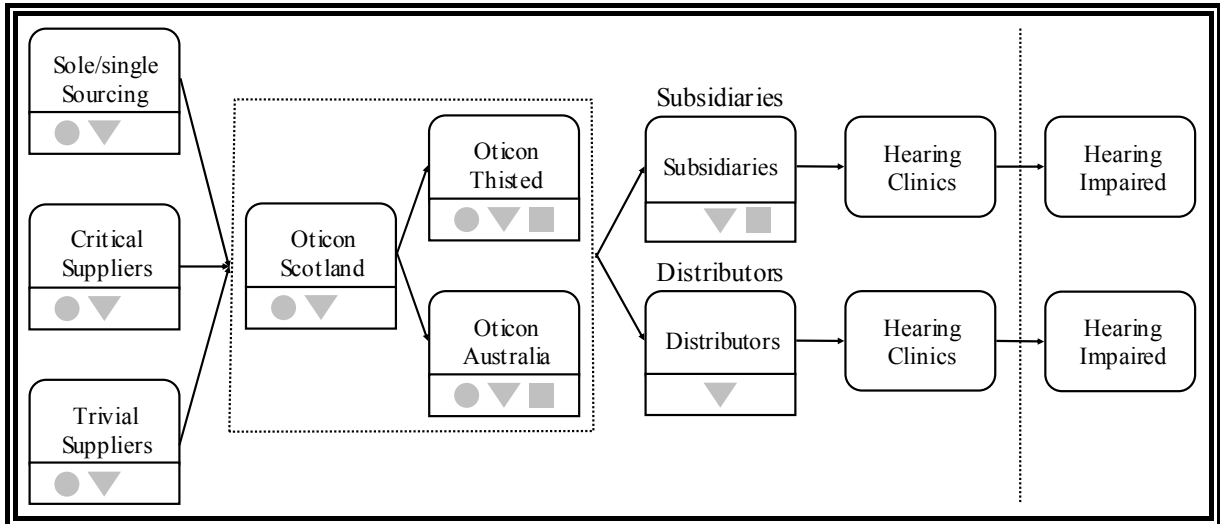 Sole/single
Sourcing
Critical
Suppliers
Trivial
Suppliers
Oticon
Scotland
Oticon
Thisted
Oticon
Australia
Subsidiaries
Subsidiaries
Distributors
Distributors
Hearing
Clinics
Hearing
Clinics
Hearing
Impaired
Hearing
Impaired